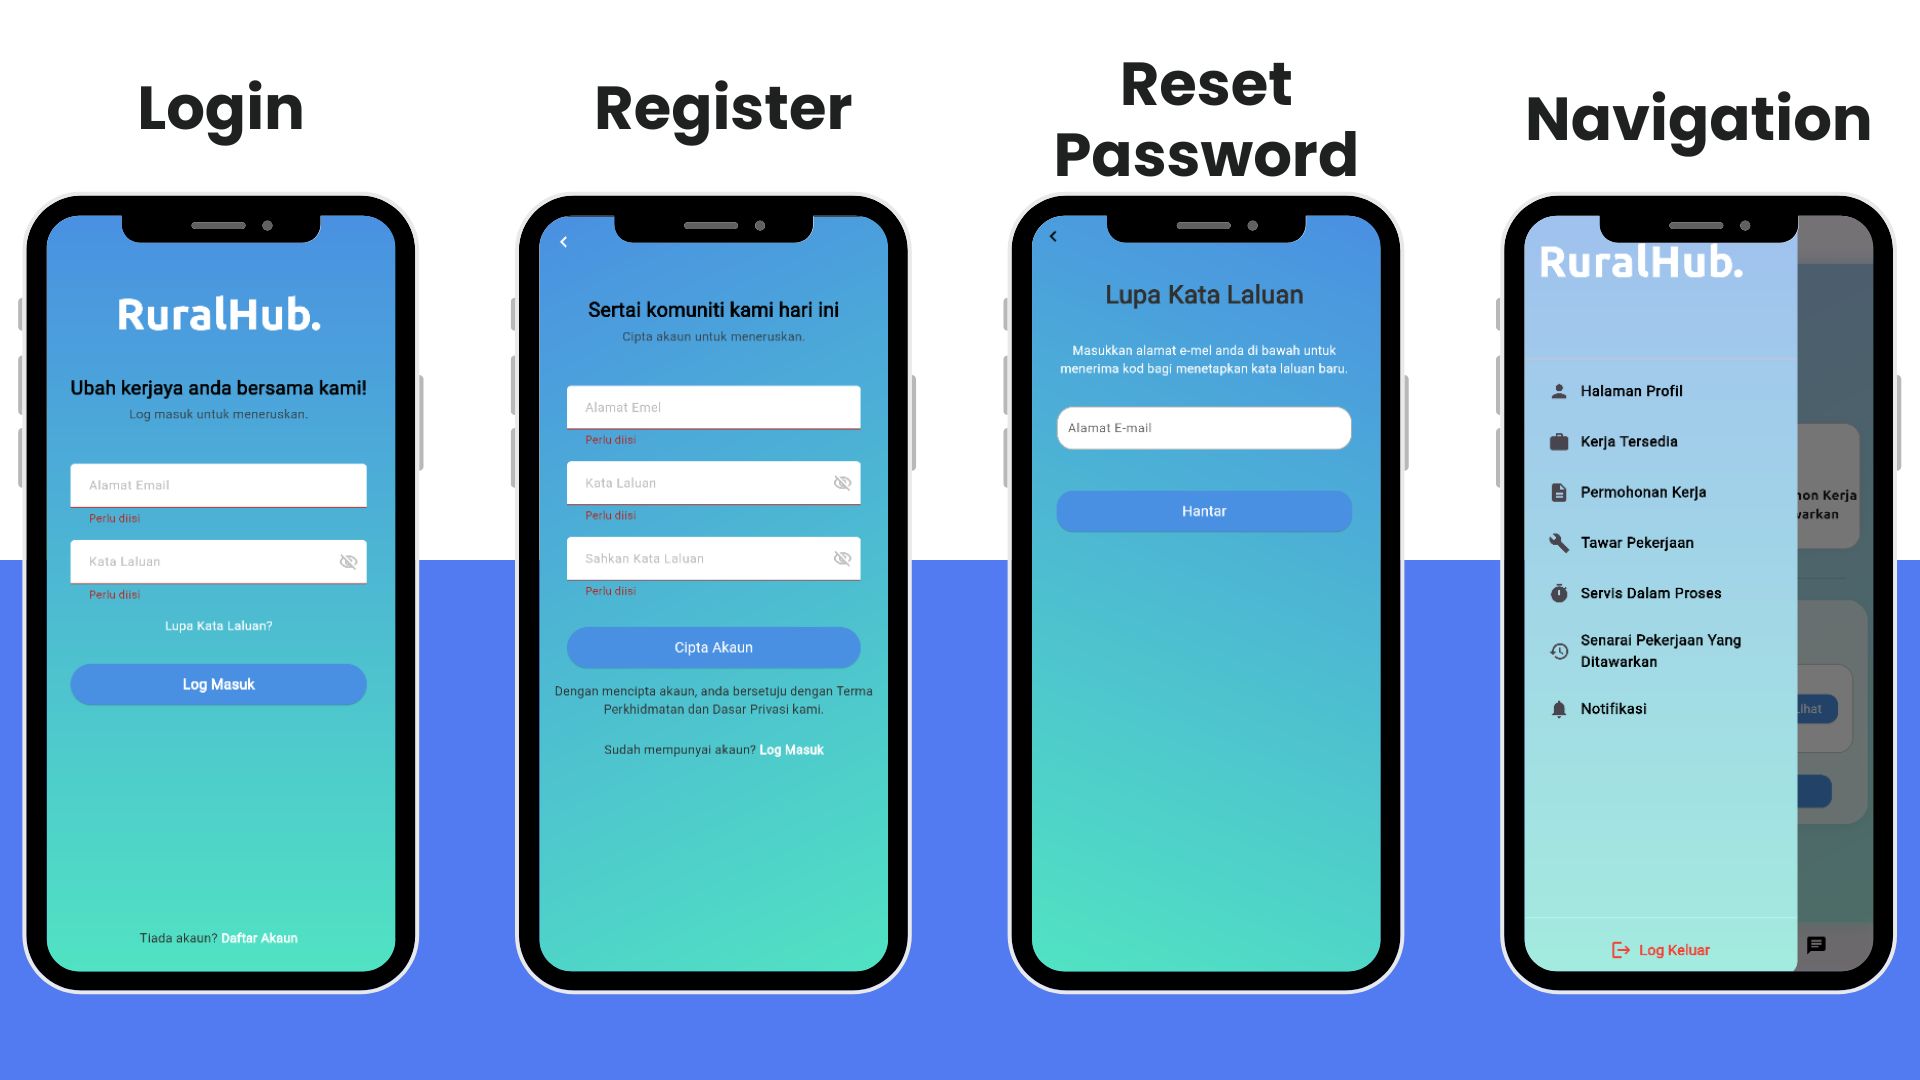 Login
RuralHub.
Ubah kerjaya anda bersama kami!
Log masuk untuk meneruskan.
Alamat Email
Perlu diisi
Kata Laluan
Perlu diisi
Lupa Kata Laluan?
Log Masuk
Tiada akaun? Daftar Akaun
Register
Sertai komuniti kami hari ini
Cipta akaun untuk meneruskan.
Alamat Emel
Perlu diisi
Kata Laluan
Perlu diisi
Sahkan Kata Laluan
Perlu diisi
Cipta Akaun
Dengan mencipta akaun, anda bersetuju dengan Terma
Perkhidmatan dan Dasar Privasi kami.
Sudah mempunyai akaun? Log Masuk
Reset
Password
Lupa Kata Laluan
Masukkan alamat e-mel anda di bawah untuk
menerima kod bagi menetapkan kata laluan baru.
Alamat E-mail
Hantar
Navigation
RuralHub.
Halaman Profil
Kerja Tersedia
Permohonan Kerja
Tawar Pekerjaan
Servis Dalam Proses
Senarai Pekerjaan Yang
Ditawarkan
Notifikasi
Log Keluar
Kerja